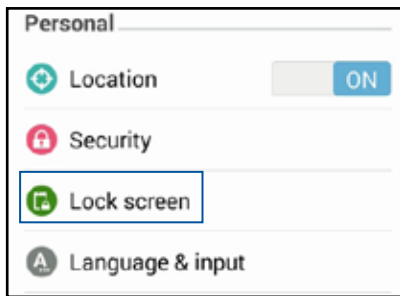 Personal
Location ON
Security
Lock screen
A Language & input